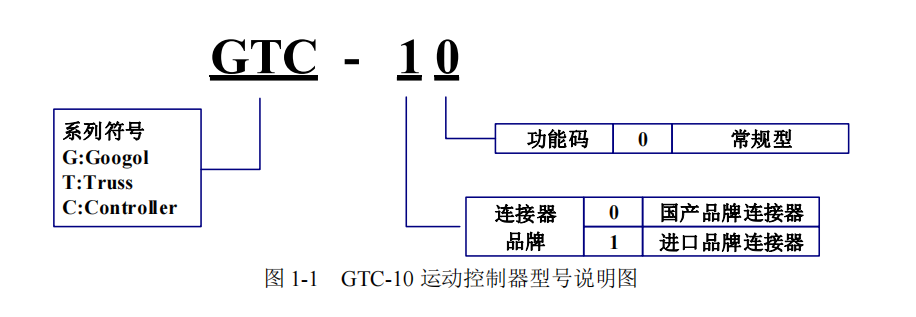 GTC - 10
系列符号
G:Googol
T:Truss
C:Controller
功能码 0 常规型
连接器品牌
0 国产品牌连接器
1 进口品牌连接器
图 1-1 GTC-10 运动控制器型号说明图